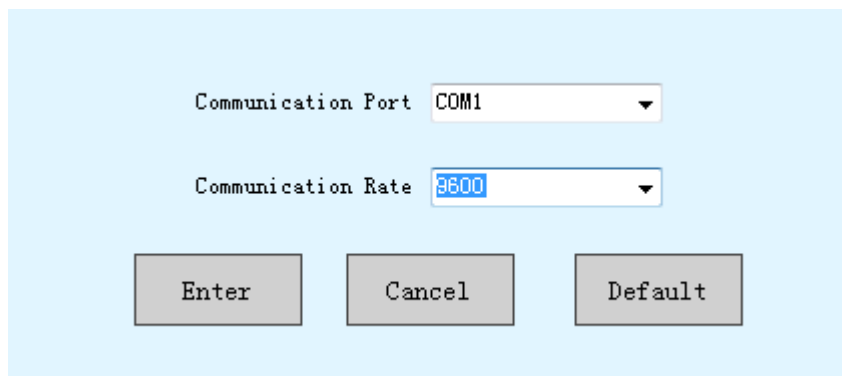 Communication Port COM1
Communication Rate 9600
Enter Cancel Default